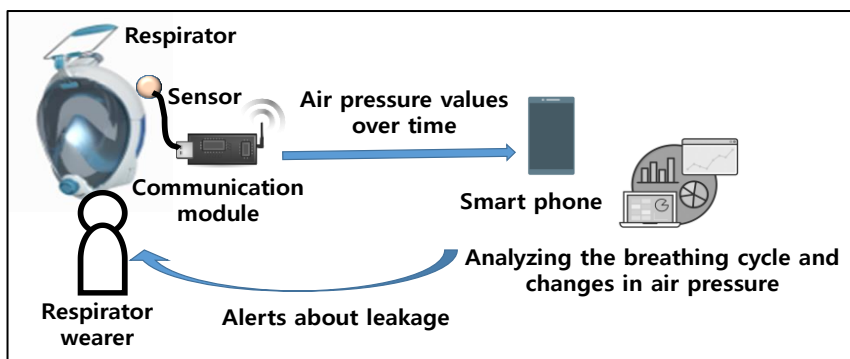 Respirator
Sensor
Air pressure values
over time
Communication
module
Smart phone
Analyzing the breathing cycle and
changes in air pressure
Alerts about leakage
Respirator
wearer